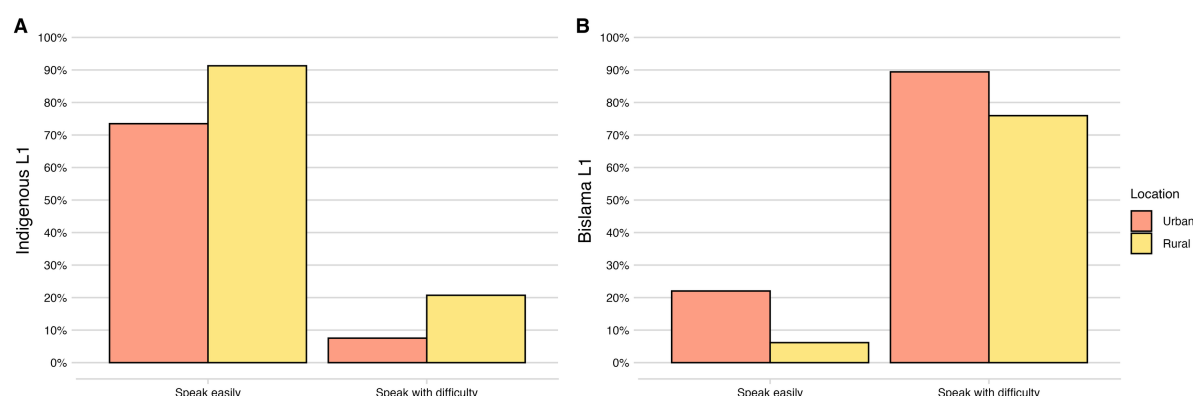 A
100%
90%
80%
70%
60%
50%
40%
30%
20%
10%
0%
Indigenous L1
Speak easily
Speak with difficulty
B
100%
90%
80%
70%
60%
50%
40%
30%
20%
10%
0%
Bislama L1
Speak easily
Speak with difficulty
Location
Urban
Rural